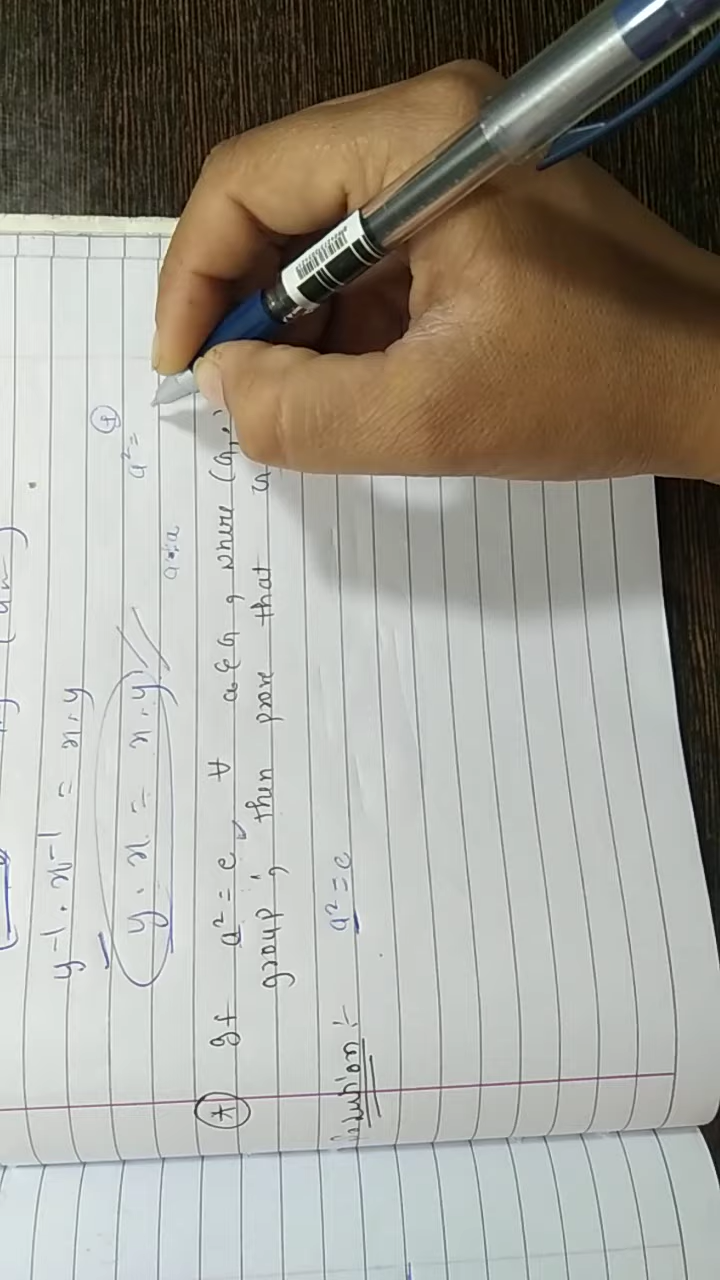 y⁻¹ . x⁻¹ = x . y
y . x = x . y
a² =
a * a
If a² = e, ∀ a ∈ G, where (G, 
group, then prove that G
Solution :- a² = e